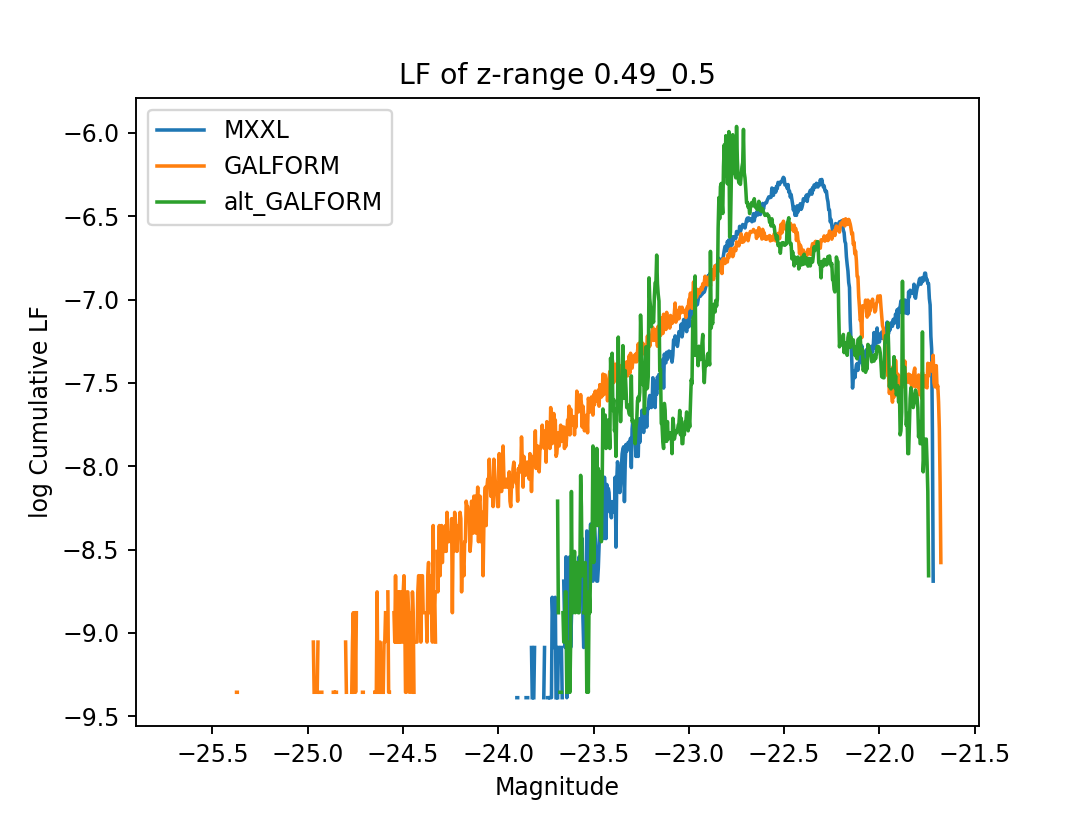 LF of z-range 0.49_0.5
MXXL
GALFORM
alt_GALFORM
log Cumulative LF
−6.0
−6.5
−7.0
−7.5
−8.0
−8.5
−9.0
−9.5
−25.5 −25.0 −24.5 −24.0 −23.5 −23.0 −22.5 −22.0 −21.5
Magnitude